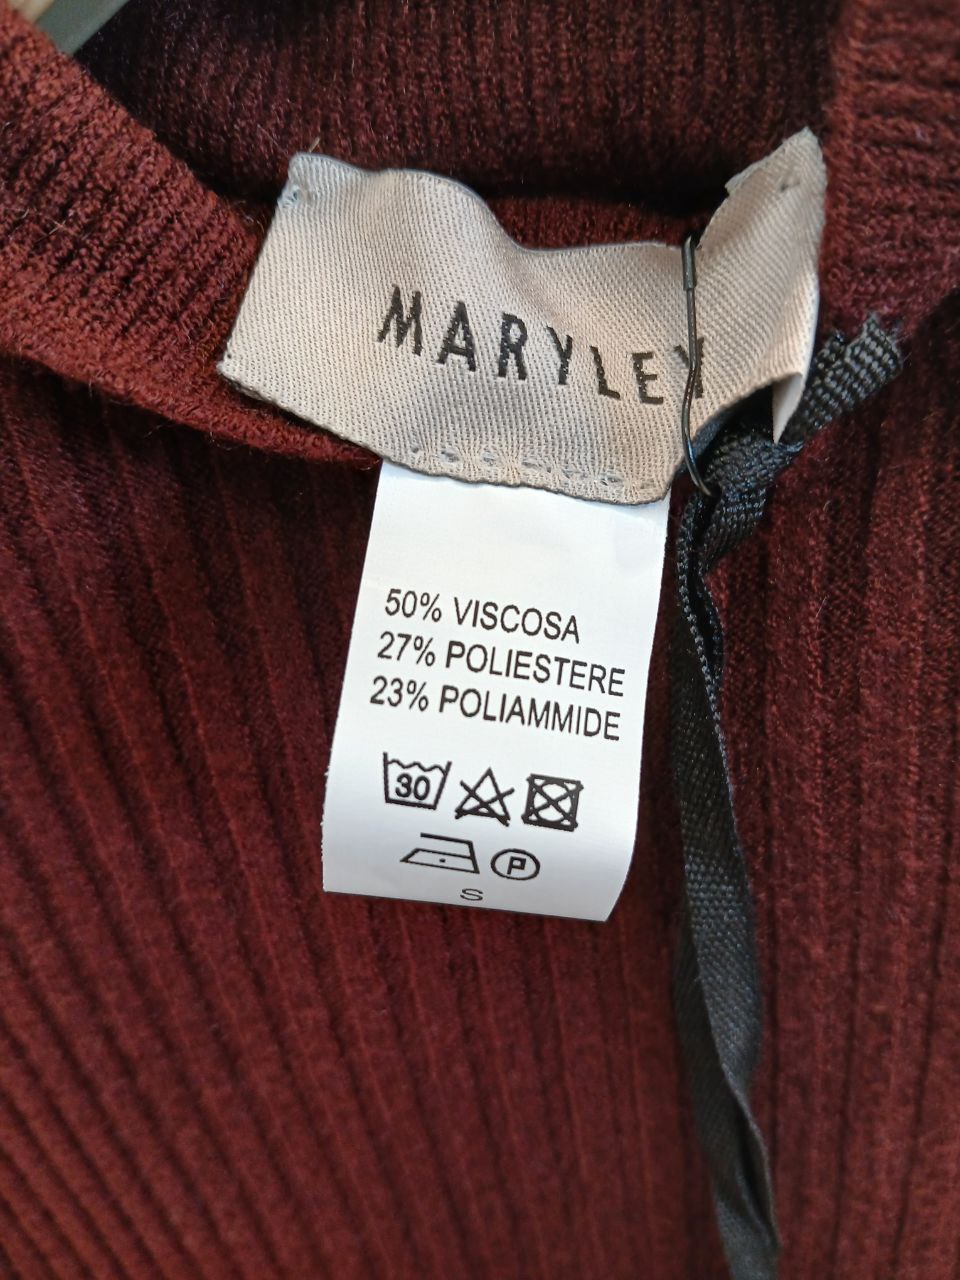 MARYLEY
50% VISCOSA
27% POLIESTERE
23% POLIAMMIDE
30
P
S